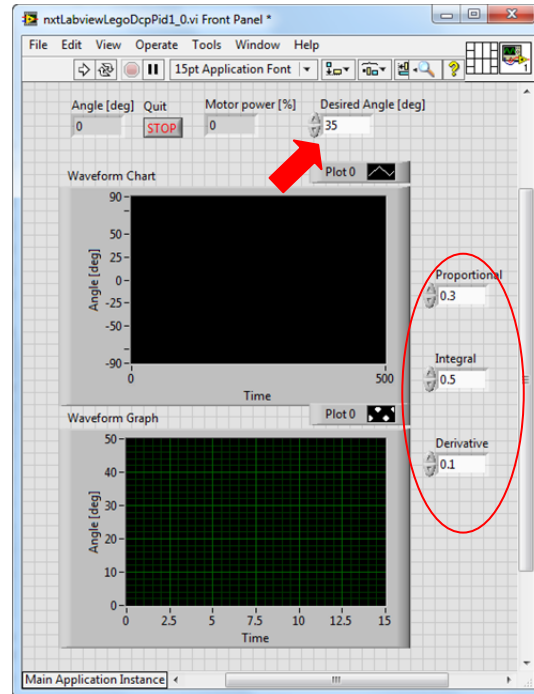 nxtLabviewLegoDcpPid1_0.vi Front Panel *
File Edit View Operate Tools Window Help
15pt Application Font
Angle [deg] Quit Motor power [%] Desired Angle [deg]
0 STOP 0 35
Waveform Chart Plot 0
90
50
25
0
-25
-50
-90
Angle [deg]
0 500
Time
Proportional
0.3
Integral
0.5
Derivative
0.1
Waveform Graph Plot 0
50
40
30
20
10
0
Angle [deg]
0 2.5 5 7.5 10 12.5 15
Time
Main Application Instance